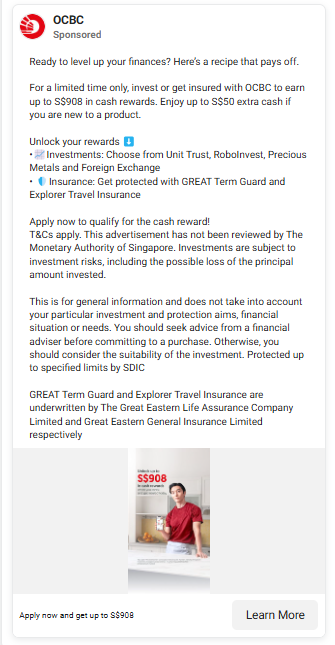 OCBC
Sponsored
Ready to level up your finances? Here's a recipe that pays off.
For a limited time only, invest or get insured with OCBC to earn
up to S$908 in cash rewards. Enjoy up to S$50 extra cash if
you are new to a product.
Unlock your rewards ⬇️
• 📈 Investments: Choose from Unit Trust, RoboInvest, Precious
Metals and Foreign Exchange
• 🛡️ Insurance: Get protected with GREAT Term Guard and
Explorer Travel Insurance
Apply now to qualify for the cash reward!
T&Cs apply. This advertisement has not been reviewed by The
Monetary Authority of Singapore. Investments are subject to
investment risks, including the possible loss of the principal
amount invested.
This is for general information and does not take into account
your particular investment and protection aims, financial
situation or needs. You should seek advice from a financial
adviser before committing to a purchase. Otherwise, you
should consider the suitability of the investment. Protected up
to specified limits by SDIC
GREAT Term Guard and Explorer Travel Insurance are
underwritten by The Great Eastern Life Assurance Company
Limited and Great Eastern General Insurance Limited
respectively
S$908
Apply now and get up to S$908
Learn More